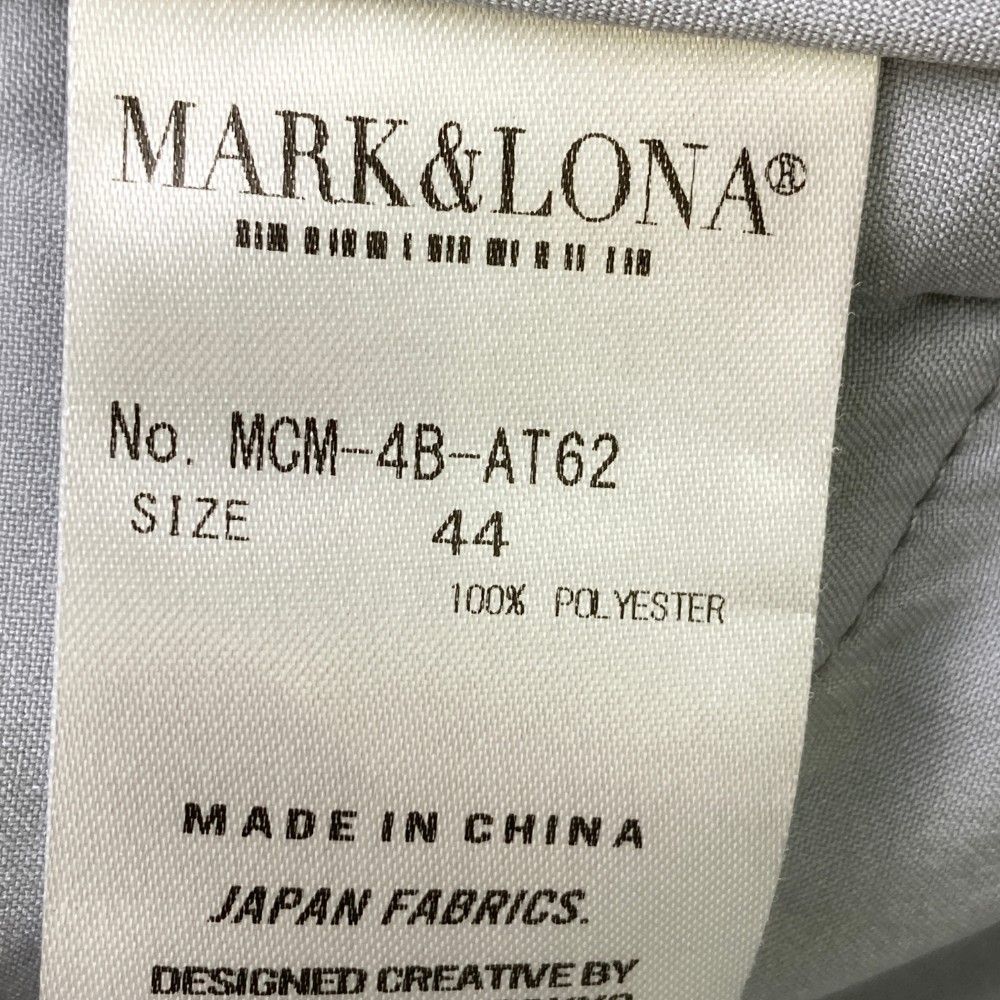 MARK&LONA®
No. MCM-4B-AT62
SIZE 44
100% POLYESTER
MADE IN CHINA
JAPAN FABRICS.
DESIGNED CREATIVE BY